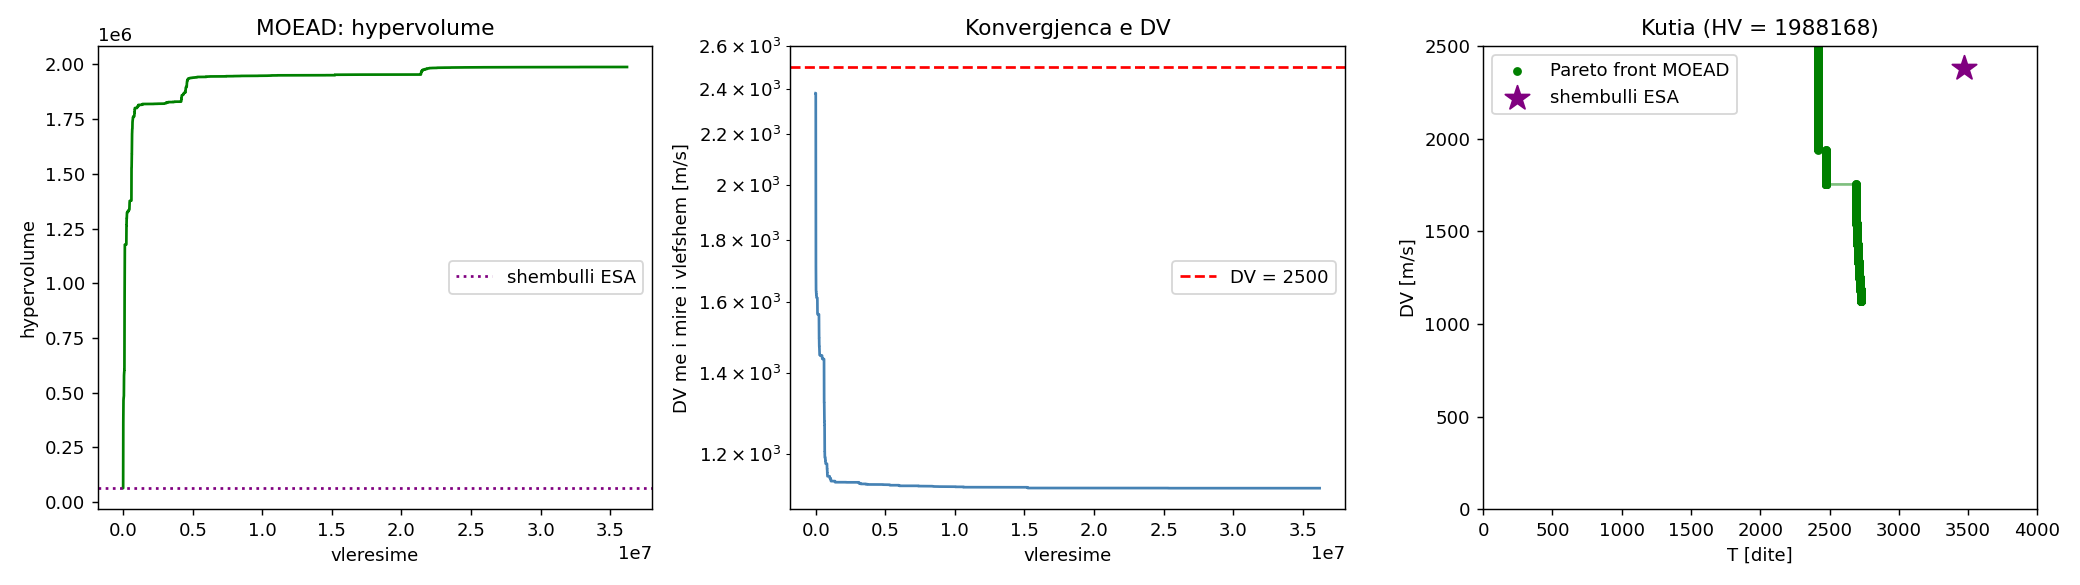 MOEAD: hypervolume
1e6
2.00
1.75
1.50
1.25
1.00
0.75
0.50
0.25
0.00
hypervolume
shembulli ESA
0.0
0.5
1.0
1.5
2.0
2.5
3.0
3.5
1e7
vleresime
Konvergjenca e DV
2.6 × 10³
2.4 × 10³
2.2 × 10³
2 × 10³
1.8 × 10³
1.6 × 10³
1.4 × 10³
1.2 × 10³
DV me i mire i vlefshem [m/s]
DV = 2500
0.0
0.5
1.0
1.5
2.0
2.5
3.0
3.5
1e7
vleresime
Kutia (HV = 1988168)
2500
2000
1500
1000
500
0
DV [m/s]
Pareto front MOEAD
shembulli ESA
0
500
1000
1500
2000
2500
3000
3500
4000
T [dite]